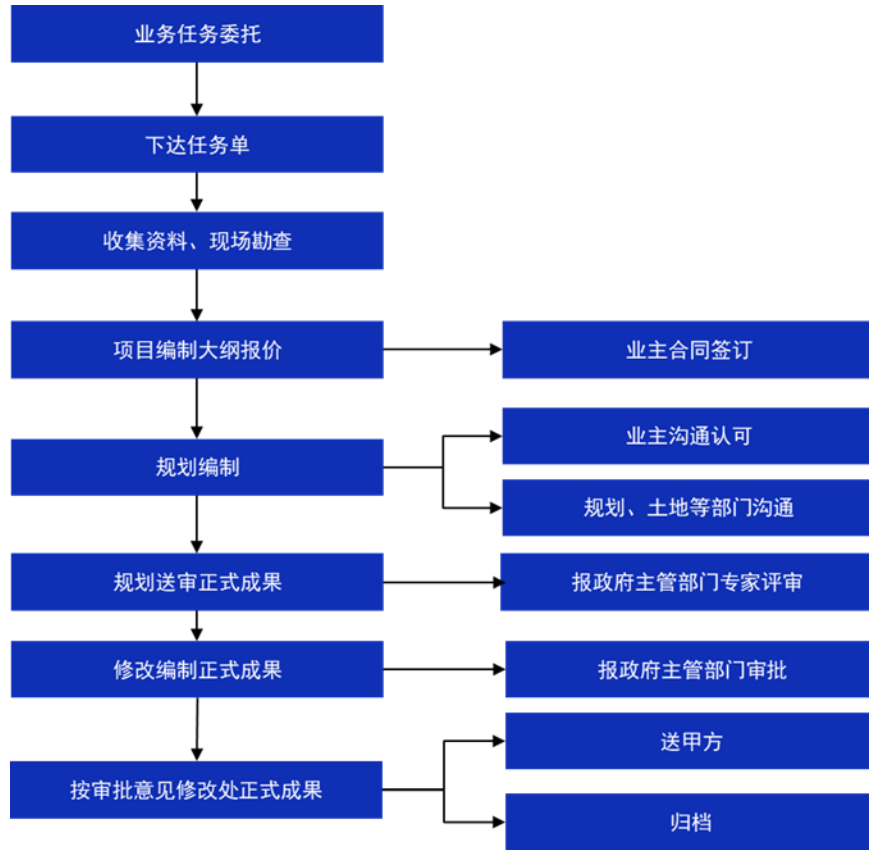 业务任务委托
下达任务单
收集资料、现场勘查
项目编制大纲报价
业主合同签订
规划编制
业主沟通认可
规划、土地等部门沟通
规划送审正式成果
报政府主管部门专家评审
修改编制正式成果
报政府主管部门审批
按审批意见修改处正式成果
送甲方
归档